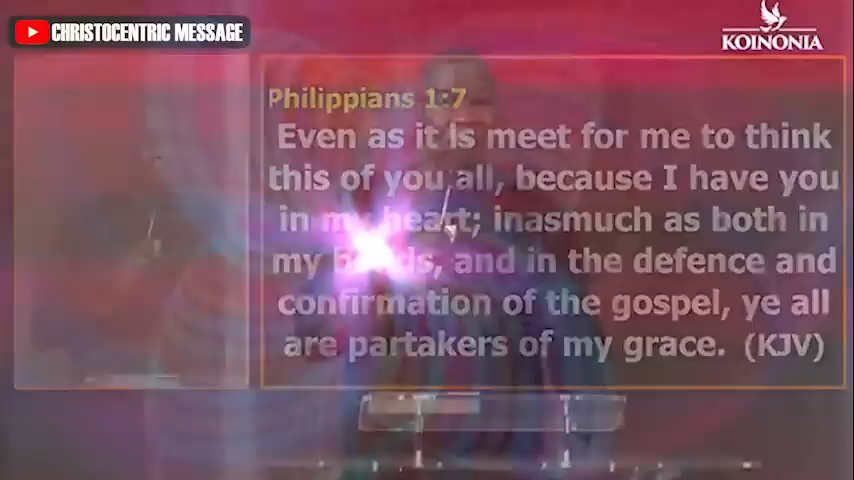 CHRISTOCENTRIC MESSAGE
KOINONIA
Philippians 1:7
Even as it is meet for me to think
this of you all, because I have you
in my heart; inasmuch as both in
my and in the defence and
confirmation of the gospel, ye all
are partakers of my grace. (KJV)